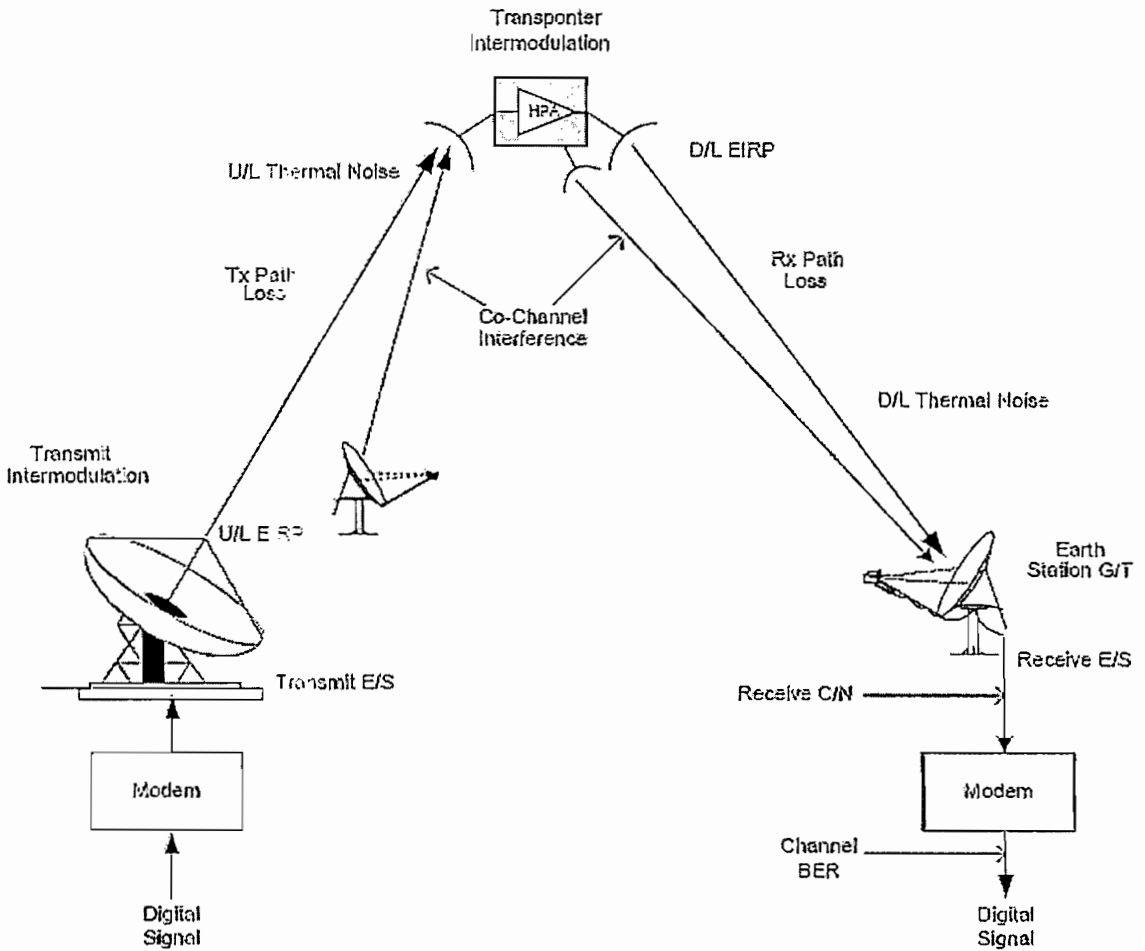 Transponter
Intermodulation
HPA
D/L EIRP
U/L Thermal Noise
Tx Path
Loss
Rx Path
Loss
Co-Channel
Interference
D/L Thermal Noise
Transmit
Intermodulation
U/L EIRP
Earth
Station G/T
Receive E/S
Transmit E/S
Receive C/N
Modem
Modem
Channel
BER
Digital
Signal
Digital
Signal